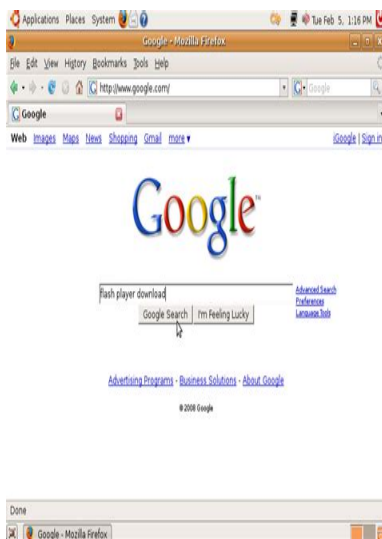 Applications Places System Tue Feb 5, 1:16 PM
Google - Mozilla Firefox
File Edit View History Bookmarks Tools Help
http://www.google.com/ Google
Google
Web Images Maps News Shopping Gmail more ▾ iGoogle | Sign in
Google™
flash player download Advanced Search
Preferences
Google Search I'm Feeling Lucky Language Tools
Advertising Programs - Business Solutions - About Google
©2008 Google
Done
Google - Mozilla Firefox